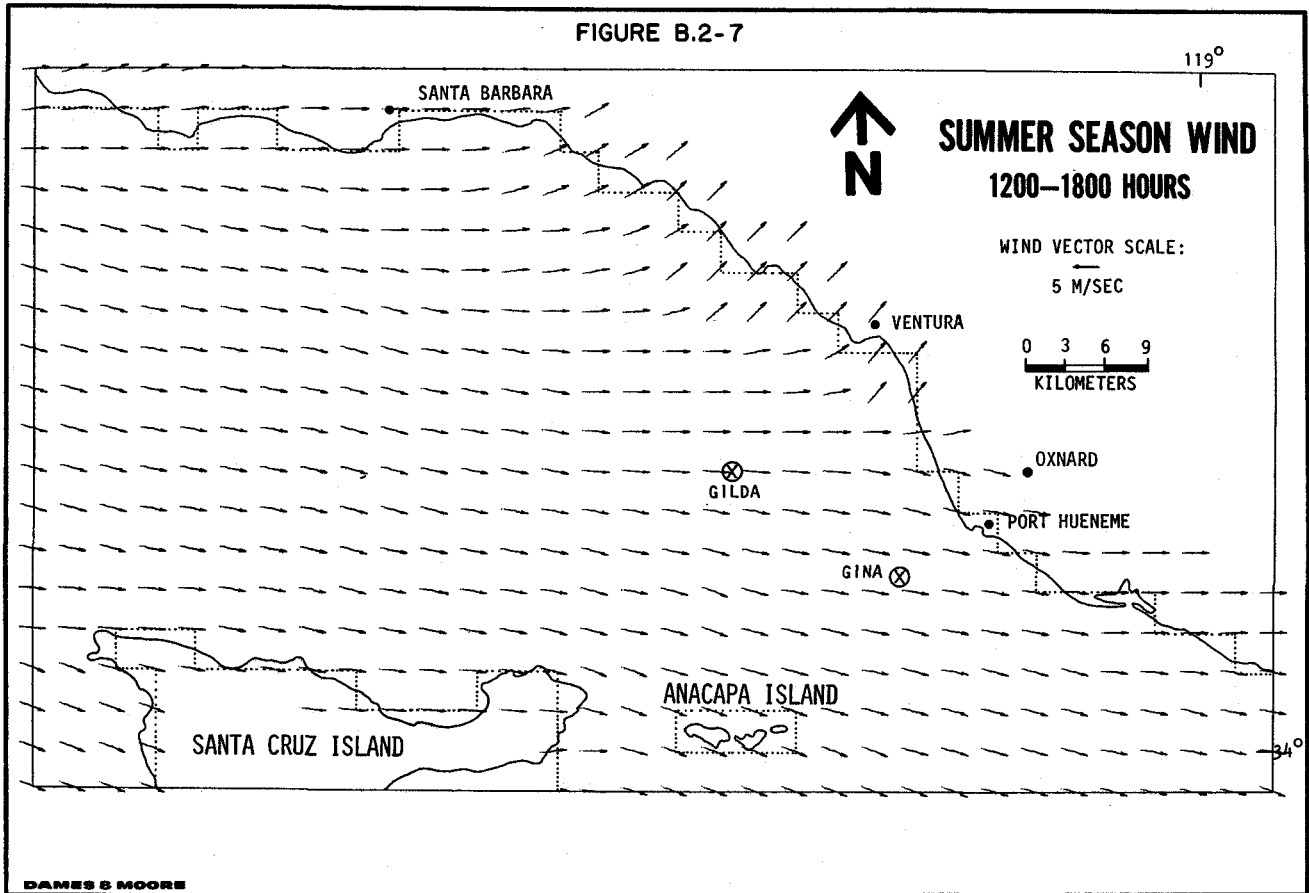 FIGURE B.2-7
119°
SANTA BARBARA
N
SUMMER SEASON WIND
1200–1800 HOURS
WIND VECTOR SCALE:
5 M/SEC
VENTURA
0 3 6 9
KILOMETERS
OXNARD
GILDA
PORT HUENEME
GINA
ANACAPA ISLAND
SANTA CRUZ ISLAND
34°
DAMES & MOORE